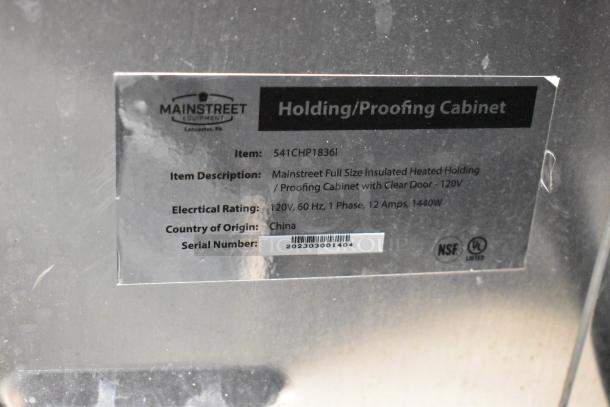 MAINSTREET
EQUIPMENT
Lancaster, PA
Holding/Proofing Cabinet
Item: 541CHP1836I
Item Description: Mainstreet Full Size Insulated Heated Holding
/ Proofing Cabinet with Clear Door - 120V
Elecrtical Rating: 120V, 60 Hz, 1 Phase, 12 Amps, 1440W
Country of Origin: China
Serial Number: 202303001404
NSF
UL
LISTED